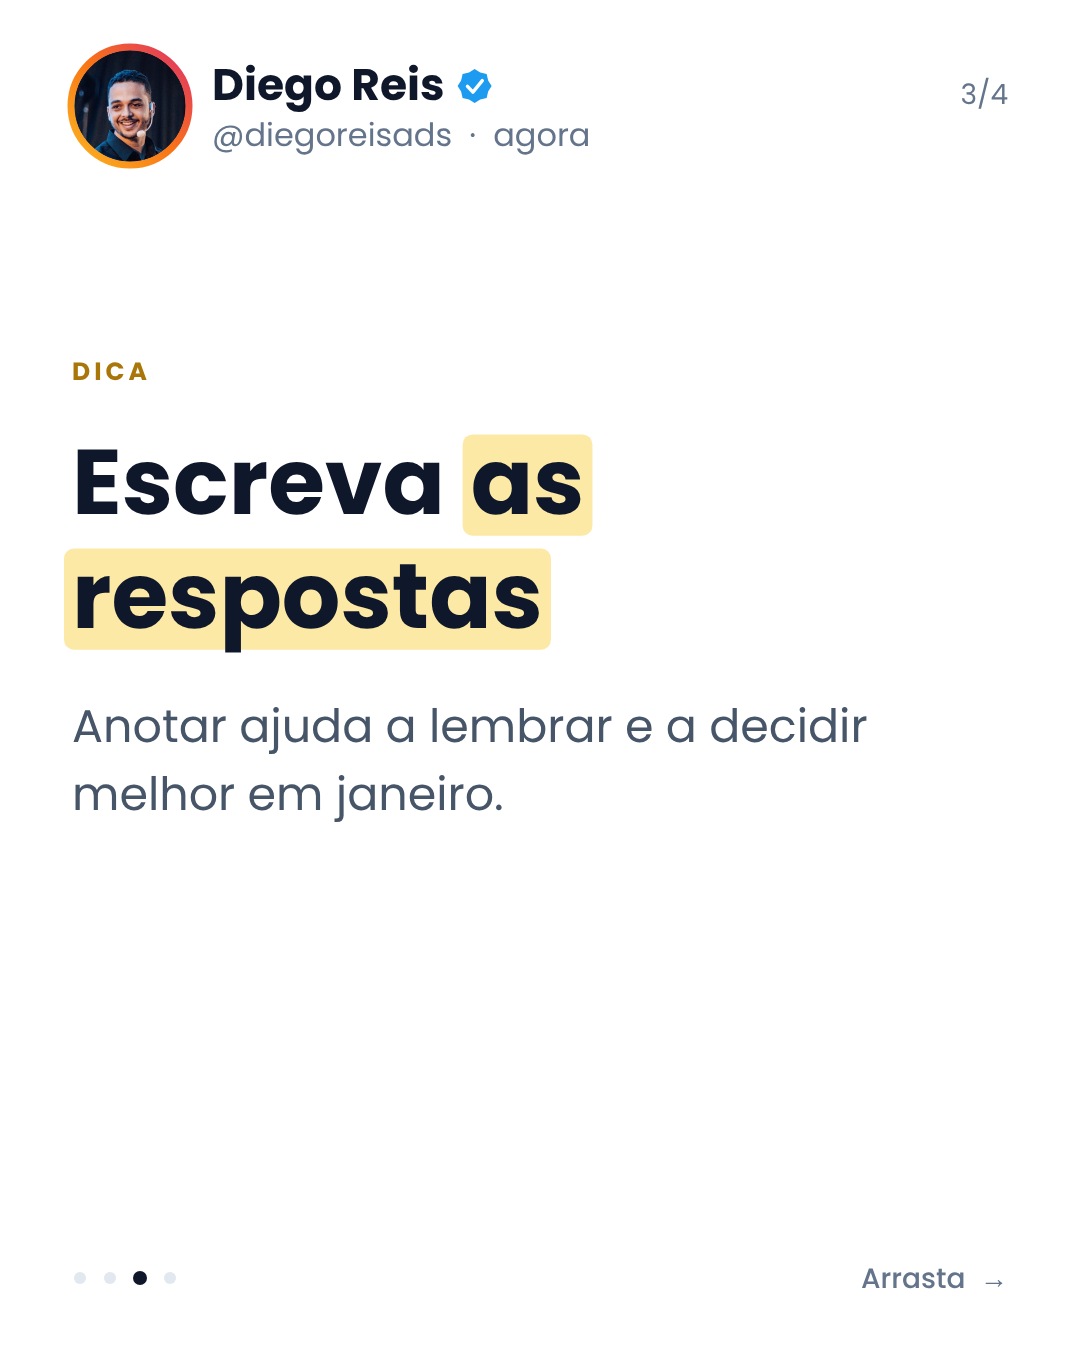 Diego Reis
@diegoreisads · agora
3/4
DICA
Escreva as
respostas
Anotar ajuda a lembrar e a decidir
melhor em janeiro.
Arrasta →